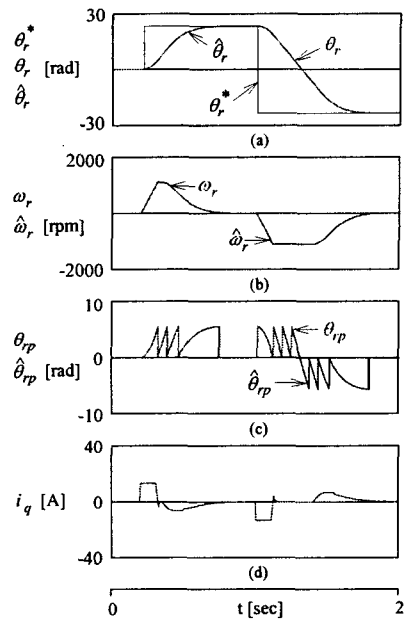 30
θr* θ̂r θr
θr [rad]
θ̂r θr*
-30
(a)
2000
ωr ωr
ω̂r [rpm] ω̂r
-2000
(b)
10
θrp θrp
0
θ̂rp [rad] θ̂rp
-10
(c)
40
iq [A] 0
-40
(d)
0 t [sec] 2